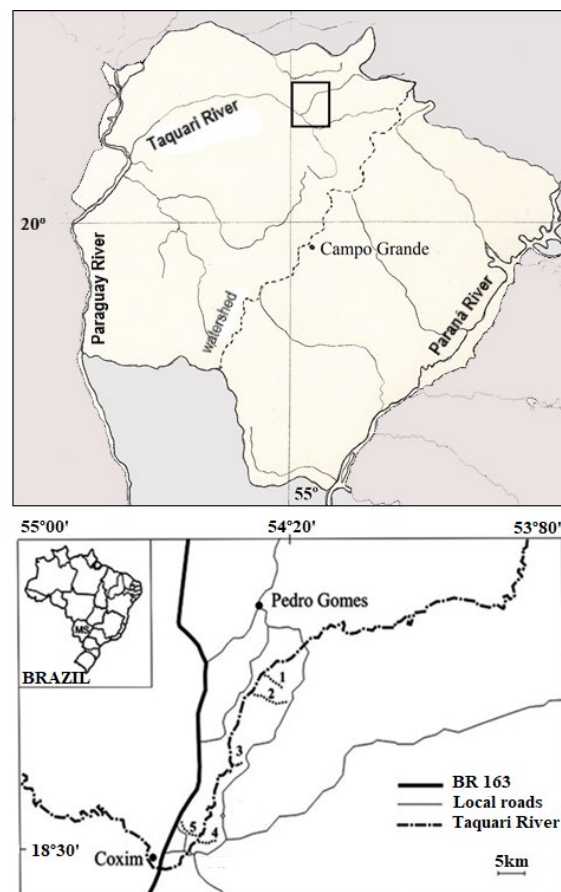 Taquari River
20º
Campo Grande
Paraguay River
watershed
Paraná River
55º
55°00'
54°20'
53°80'
MS
BRAZIL
Pedro Gomes
1
2
3
BR 163
Local roads
5
4
Taquari River
18°30'
Coxim
5km